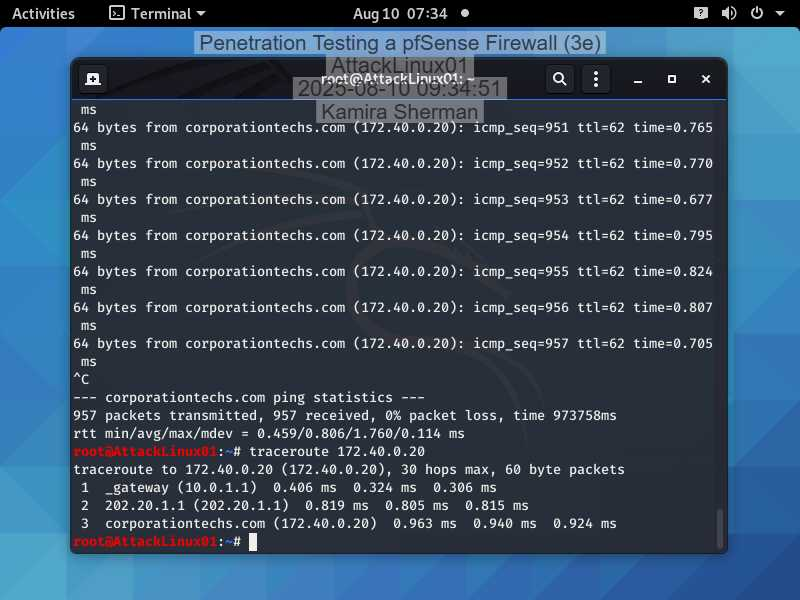 Activities Terminal Aug 10 07:34
Penetration Testing a pfSense Firewall (3e)
AttackLinux01
root@AttackLinux01: ~
2025-08-10 09:34:51
Kamira Sherman
ms
64 bytes from corporationtechs.com (172.40.0.20): icmp_seq=951 ttl=62 time=0.765
ms
64 bytes from corporationtechs.com (172.40.0.20): icmp_seq=952 ttl=62 time=0.770
ms
64 bytes from corporationtechs.com (172.40.0.20): icmp_seq=953 ttl=62 time=0.677
ms
64 bytes from corporationtechs.com (172.40.0.20): icmp_seq=954 ttl=62 time=0.795
ms
64 bytes from corporationtechs.com (172.40.0.20): icmp_seq=955 ttl=62 time=0.824
ms
64 bytes from corporationtechs.com (172.40.0.20): icmp_seq=956 ttl=62 time=0.807
ms
64 bytes from corporationtechs.com (172.40.0.20): icmp_seq=957 ttl=62 time=0.705
ms
^C
--- corporationtechs.com ping statistics ---
957 packets transmitted, 957 received, 0% packet loss, time 973758ms
rtt min/avg/max/mdev = 0.459/0.806/1.760/0.114 ms
root@AttackLinux01:~# traceroute 172.40.0.20
traceroute to 172.40.0.20 (172.40.0.20), 30 hops max, 60 byte packets
1 _gateway (10.0.1.1) 0.406 ms 0.324 ms 0.306 ms
2 202.20.1.1 (202.20.1.1) 0.819 ms 0.805 ms 0.815 ms
3 corporationtechs.com (172.40.0.20) 0.963 ms 0.940 ms 0.924 ms
root@AttackLinux01:~#